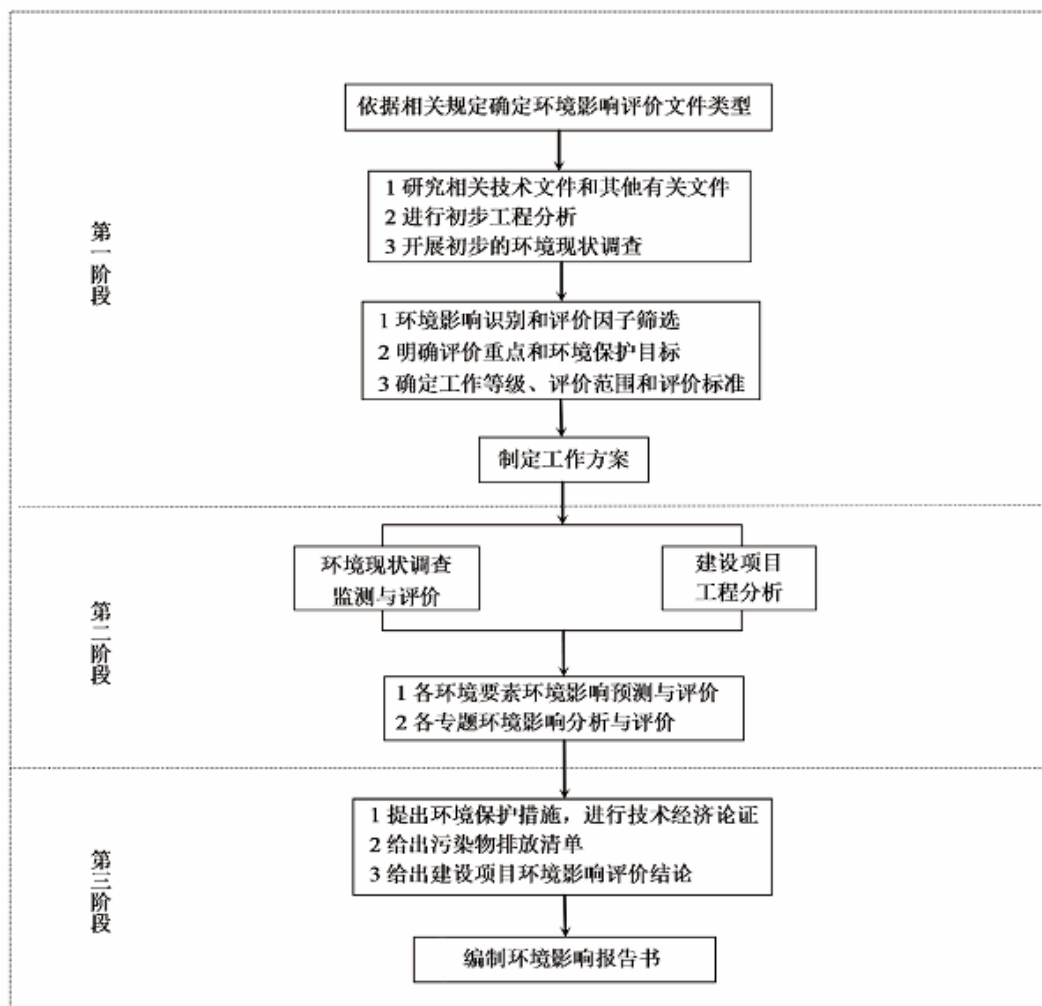 依据相关规定确定环境影响评价文件类型
1 研究相关技术文件和其他有关文件
2 进行初步工程分析
3 开展初步的环境现状调查
第一阶段
1 环境影响识别和评价因子筛选
2 明确评价重点和环境保护目标
3 确定工作等级、评价范围和评价标准
制定工作方案
环境现状调查
监测与评价
建设项目
工程分析
第二阶段
1 各环境要素环境影响预测与评价
2 各专题环境影响分析与评价
1 提出环境保护措施，进行技术经济论证
2 给出污染物排放清单
3 给出建设项目环境影响评价结论
第三阶段
编制环境影响报告书